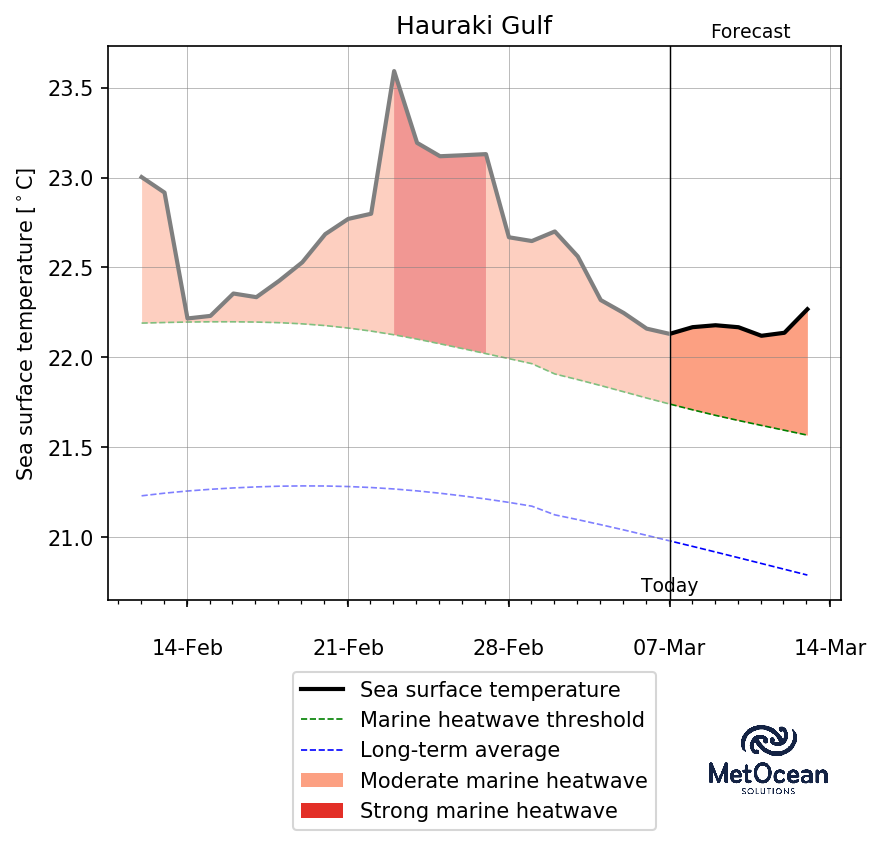 Hauraki Gulf
Forecast
Sea surface temperature [°C]
23.5
23.0
22.5
22.0
21.5
21.0
Today
14-Feb 21-Feb 28-Feb 07-Mar 14-Mar
Sea surface temperature
Marine heatwave threshold
Long-term average
Moderate marine heatwave
Strong marine heatwave
MetOcean
SOLUTIONS